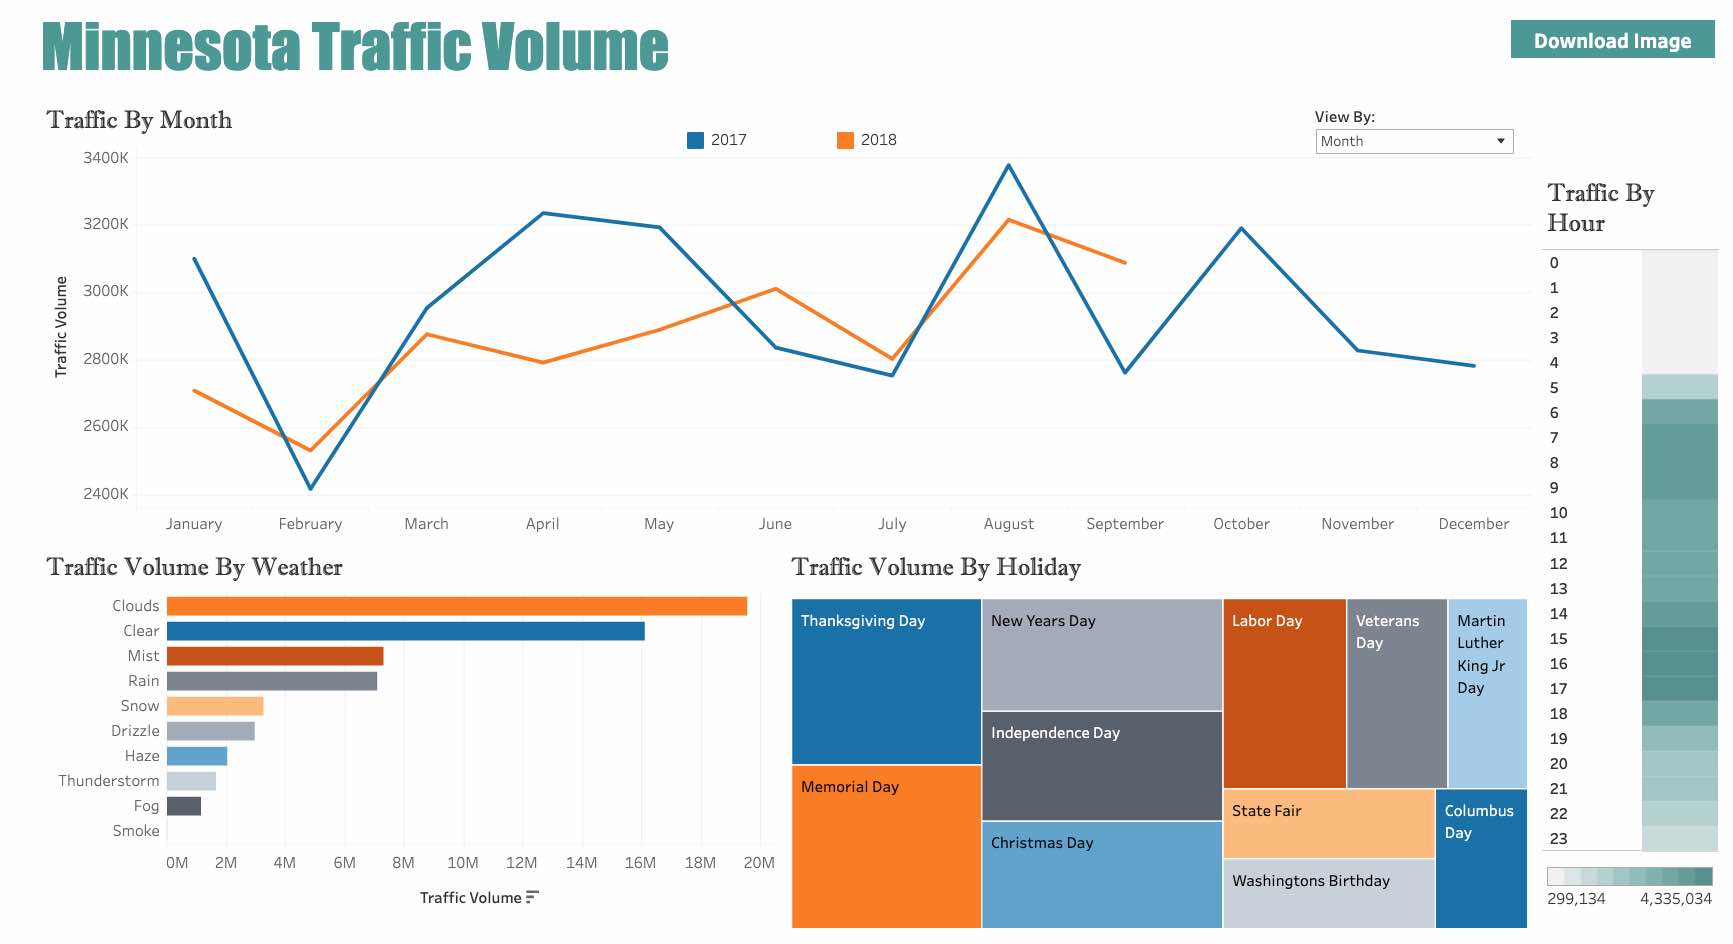 Minnesota Traffic Volume
Download Image
Traffic By Month
2017
2018
View By:
Month
Traffic Volume
3400K
3200K
3000K
2800K
2600K
2400K
January
February
March
April
May
June
July
August
September
October
November
December
Traffic By
Hour
0
1
2
3
4
5
6
7
8
9
10
11
12
13
14
15
16
17
18
19
20
21
22
23
299,134
4,335,034
Traffic Volume By Weather
Clouds
Clear
Mist
Rain
Snow
Drizzle
Haze
Thunderstorm
Fog
Smoke
0M
2M
4M
6M
8M
10M
12M
14M
16M
18M
20M
Traffic Volume
Traffic Volume By Holiday
Thanksgiving Day
Memorial Day
New Years Day
Independence Day
Christmas Day
Labor Day
Veterans
Day
Martin
Luther
King Jr
Day
State Fair
Washingtons Birthday
Columbus
Day